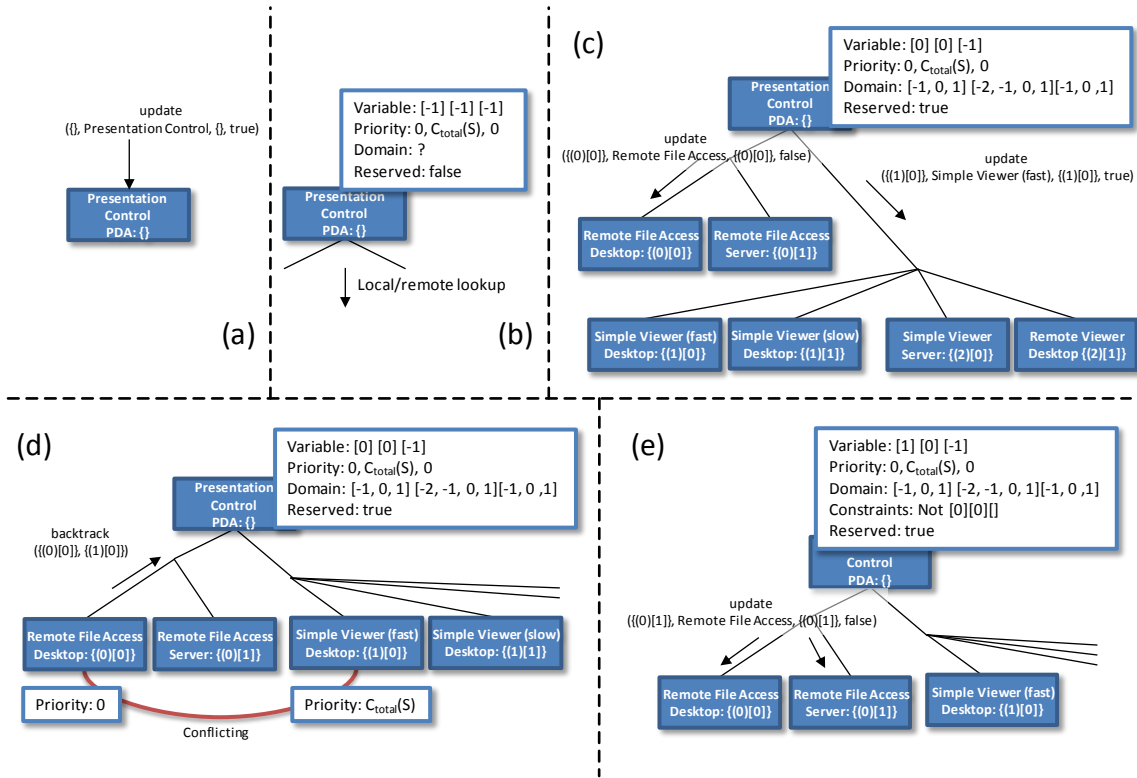 update
({}, Presentation Control, {}, true)
Presentation
Control
PDA: {}
(a)
Variable: [-1] [-1] [-1]
Priority: 0, Ctotal(S), 0
Domain: ?
Reserved: false
Presentation
Control
PDA: {}
Local/remote lookup
(b)
(c)
Variable: [0] [0] [-1]
Priority: 0, Ctotal(S), 0
Domain: [-1, 0, 1] [-2, -1, 0, 1][-1, 0 ,1]
Reserved: true
Presentation
Control
PDA: {}
update
({{(0)[0]}, Remote File Access, {(0)[0]}, false)
update
({{(1)[0]}, Simple Viewer (fast), {(1)[0]}, true)
Remote File Access
Desktop: {(0)[0]}
Remote File Access
Server: {(0)[1]}
Simple Viewer (fast)
Desktop: {(1)[0]}
Simple Viewer (slow)
Desktop: {(1)[1]}
Simple Viewer
Server: {(2)[0]}
Remote Viewer
Desktop {(2)[1]}
(d)
Variable: [0] [0] [-1]
Priority: 0, Ctotal(S), 0
Domain: [-1, 0, 1] [-2, -1, 0, 1][-1, 0 ,1]
Reserved: true
Presentation
Control
PDA: {}
backtrack
({{(0)[0]}, {(1)[0]})
Remote File Access
Desktop: {(0)[0]}
Remote File Access
Server: {(0)[1]}
Simple Viewer (fast)
Desktop: {(1)[0]}
Simple Viewer (slow)
Desktop: {(1)[1]}
Priority: 0
Priority: Ctotal(S)
Conflicting
(e)
Variable: [1] [0] [-1]
Priority: 0, Ctotal(S), 0
Domain: [-1, 0, 1] [-2, -1, 0, 1][-1, 0 ,1]
Constraints: Not [0][0][]
Reserved: true
Control
PDA: {}
update
({{(0)[1]}, Remote File Access, {(0)[1]}, false)
Remote File Access
Desktop: {(0)[0]}
Remote File Access
Server: {(0)[1]}
Simple Viewer (fast)
Desktop: {(1)[0]}